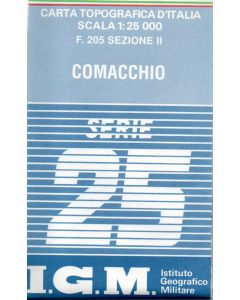 CARTA TOPOGRAFICA D'ITALIA
SCALA 1:25 000
F. 205 SEZIONE II
COMACCHIO
SERIE
25
I.G.M. Istituto
Geografico
Militare